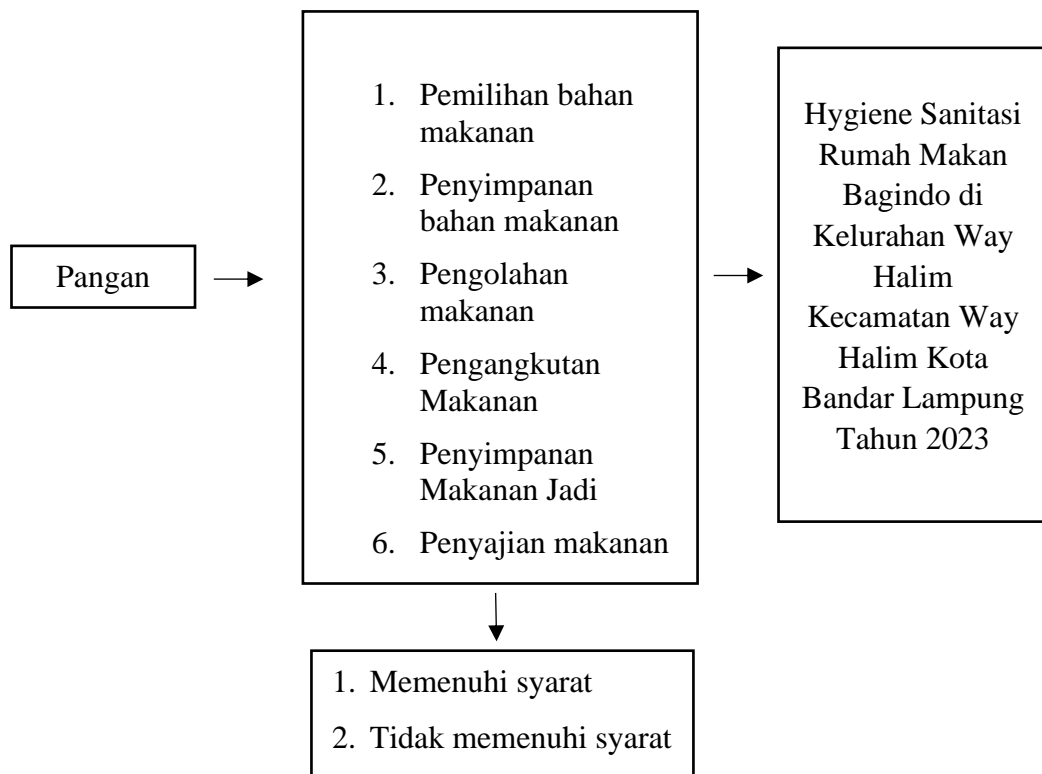 Pangan
1. Pemilihan bahan
makanan
2. Penyimpanan
bahan makanan
3. Pengolahan
makanan
4. Pengangkutan
Makanan
5. Penyimpanan
Makanan Jadi
6. Penyajian makanan
Hygiene Sanitasi
Rumah Makan
Bagindo di
Kelurahan Way
Halim
Kecamatan Way
Halim Kota
Bandar Lampung
Tahun 2023
1. Memenuhi syarat
2. Tidak memenuhi syarat